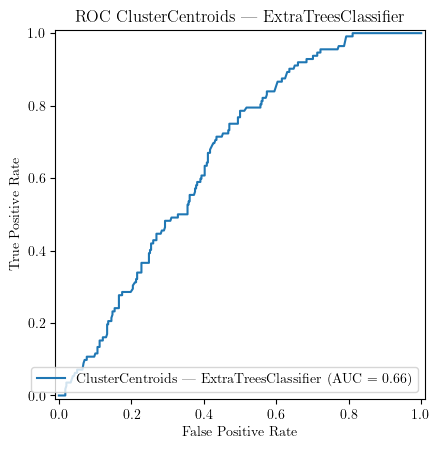 ROC ClusterCentroids — ExtraTreesClassifier
True Positive Rate
1.0
0.8
0.6
0.4
0.2
0.0
ClusterCentroids — ExtraTreesClassifier (AUC = 0.66)
0.0 0.2 0.4 0.6 0.8 1.0
False Positive Rate